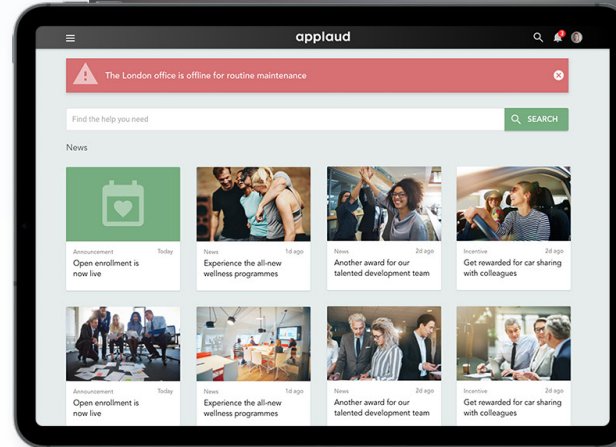 applaud
3
The London office is offline for routine maintenance
Find the help you need
SEARCH
News
Announcement Today
Open enrollment is
now live
News 1d ago
Experience the all-new
wellness programmes
News 2d ago
Another award for our
talented development team
Incentive 2d ago
Get rewarded for car sharing
with colleagues
Announcement Today
Open enrollment is
now live
News 1d ago
Experience the all-new
wellness programmes
News 2d ago
Another award for our
talented development team
Incentive 2d ago
Get rewarded for car sharing
with colleagues